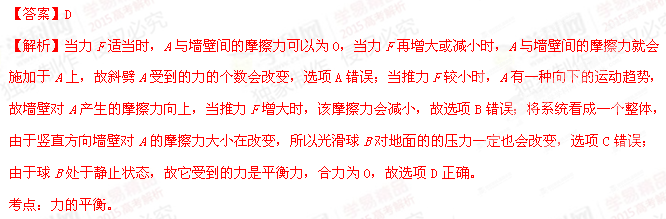 【答案】D
【解析】当力 F 适当时，A 与墙壁间的摩擦力可以为 0，当力 F 再增大或减小时，A 与墙壁间的摩擦力就会
施加于 A 上，故斜劈 A 受到的力的个数会改变，选项 A 错误；当推力 F 较小时，A 有一种向下的运动趋势，
故墙壁对 A 产生的摩擦力向上，当推力 F 增大时，该摩擦力会减小，故选项 B 错误；将系统看成一个整体，
由于竖直方向墙壁对 A 的摩擦力大小在改变，所以光滑球 B 对地面的的压力一定也会改变，选项 C 错误；
由于球 B 处于静止状态，故它受到的力是平衡力，合力为 0，故选项 D 正确。
考点：力的平衡。